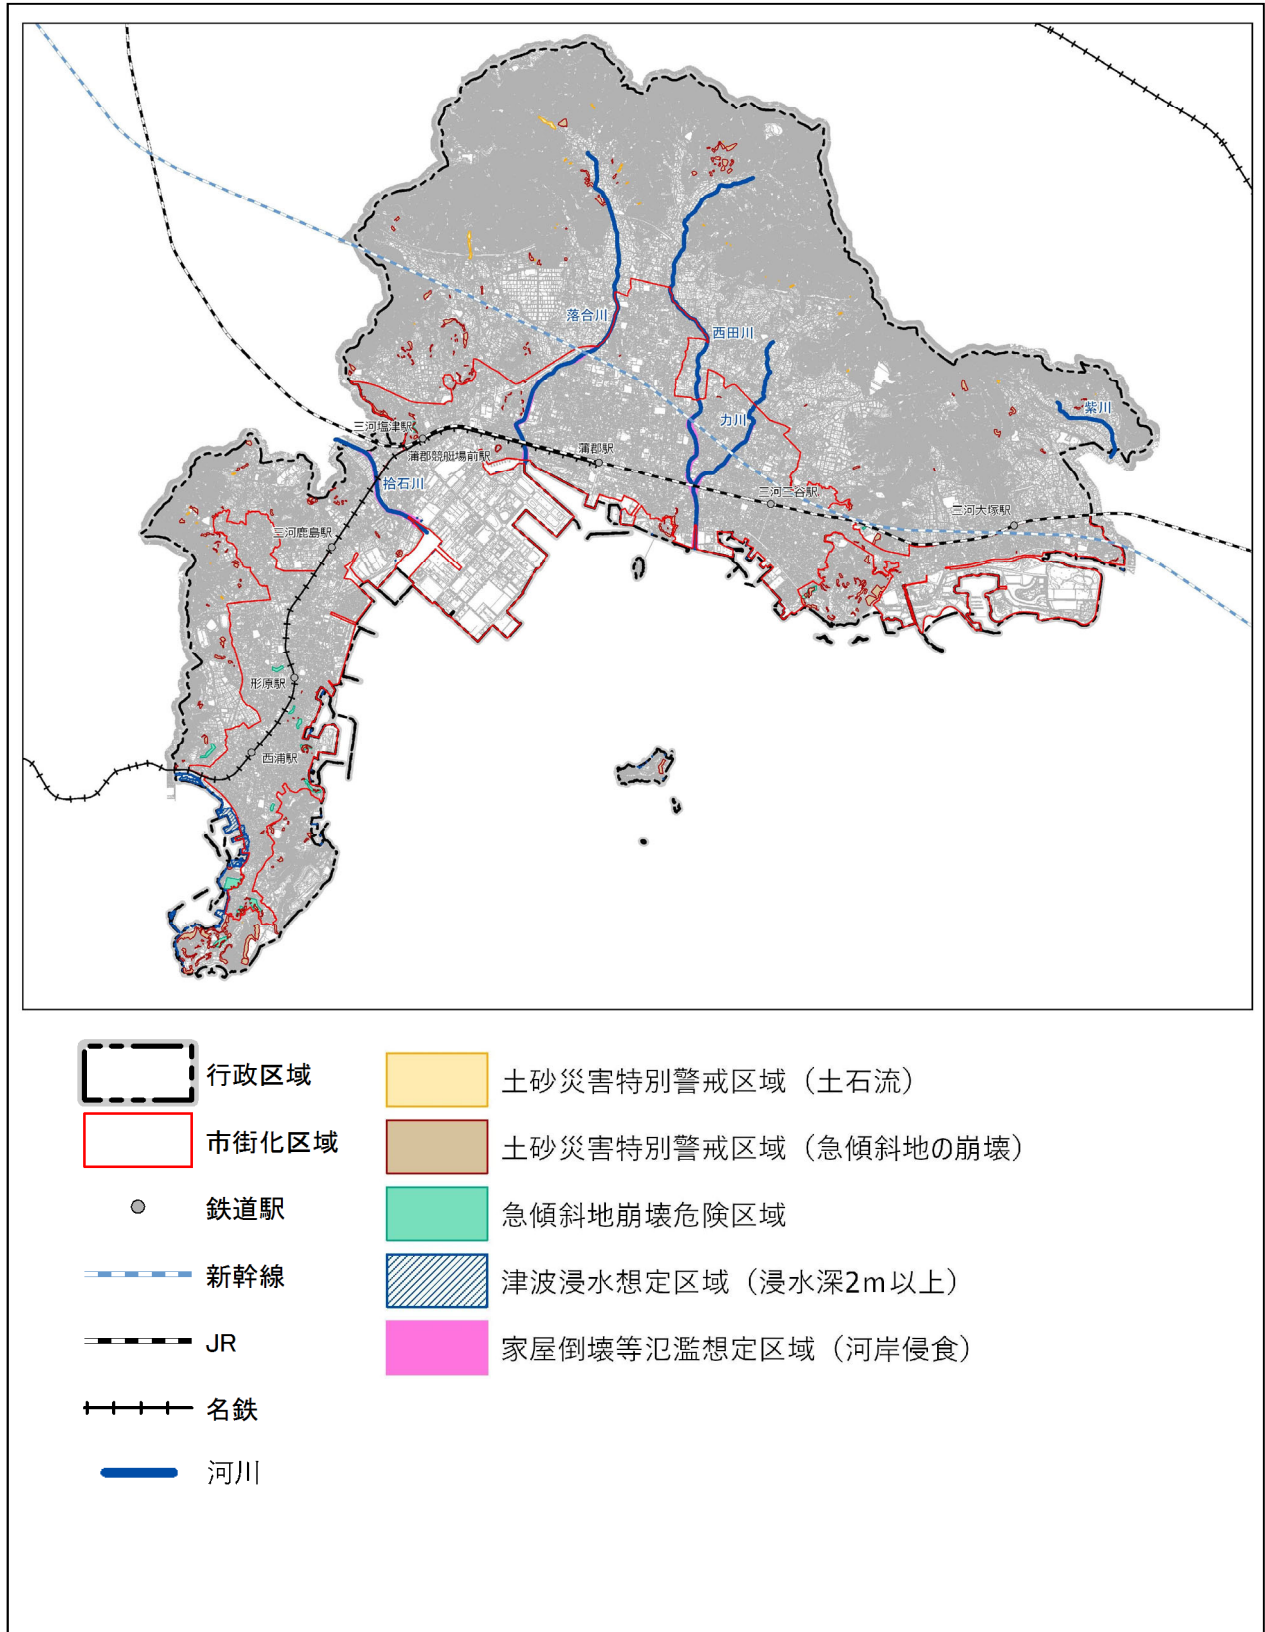 落合川
西田川
力川
紫川
三河塩津駅
蒲郡競艇場前駅
蒲郡駅
拾石川
三河三谷駅
三河大塚駅
三河鹿島駅
形原駅
西浦駅
行政区域
市街化区域
鉄道駅
新幹線
JR
名鉄
河川
土砂災害特別警戒区域（土石流）
土砂災害特別警戒区域（急傾斜地の崩壊）
急傾斜地崩壊危険区域
津波浸水想定区域（浸水深2ｍ以上）
家屋倒壊等氾濫想定区域（河岸侵食）